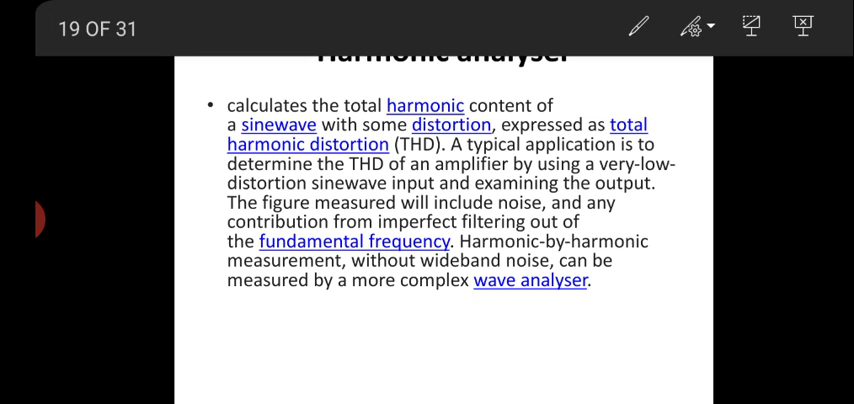 19 OF 31
Harmonic analyser
• calculates the total harmonic content of
a sinewave with some distortion, expressed as total
harmonic distortion (THD). A typical application is to
determine the THD of an amplifier by using a very-low-
distortion sinewave input and examining the output.
The figure measured will include noise, and any
contribution from imperfect filtering out of
the fundamental frequency. Harmonic-by-harmonic
measurement, without wideband noise, can be
measured by a more complex wave analyser.